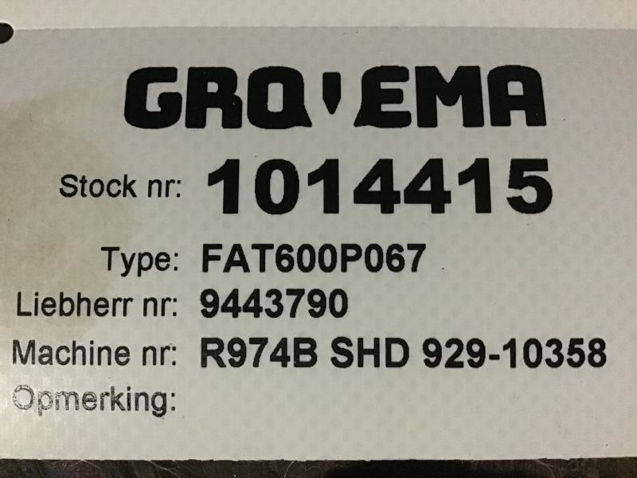 GROVEMA
Stock nr: 1014415
Type: FAT600P067
Liebherr nr: 9443790
Machine nr: R974B SHD 929-10358
Opmerking: